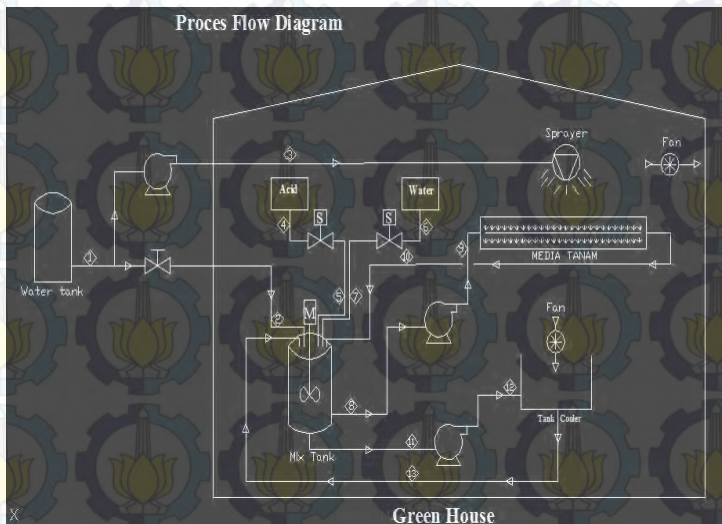 Proces Flow Diagram
Sprayer
Fan
3
Acid
Water
S
S
4
6
9
1
10
MEDIA TANAM
Water tank
5
7
Fan
2
M
8
12
Tank Cooler
11
Mix Tank
13
X
Green House